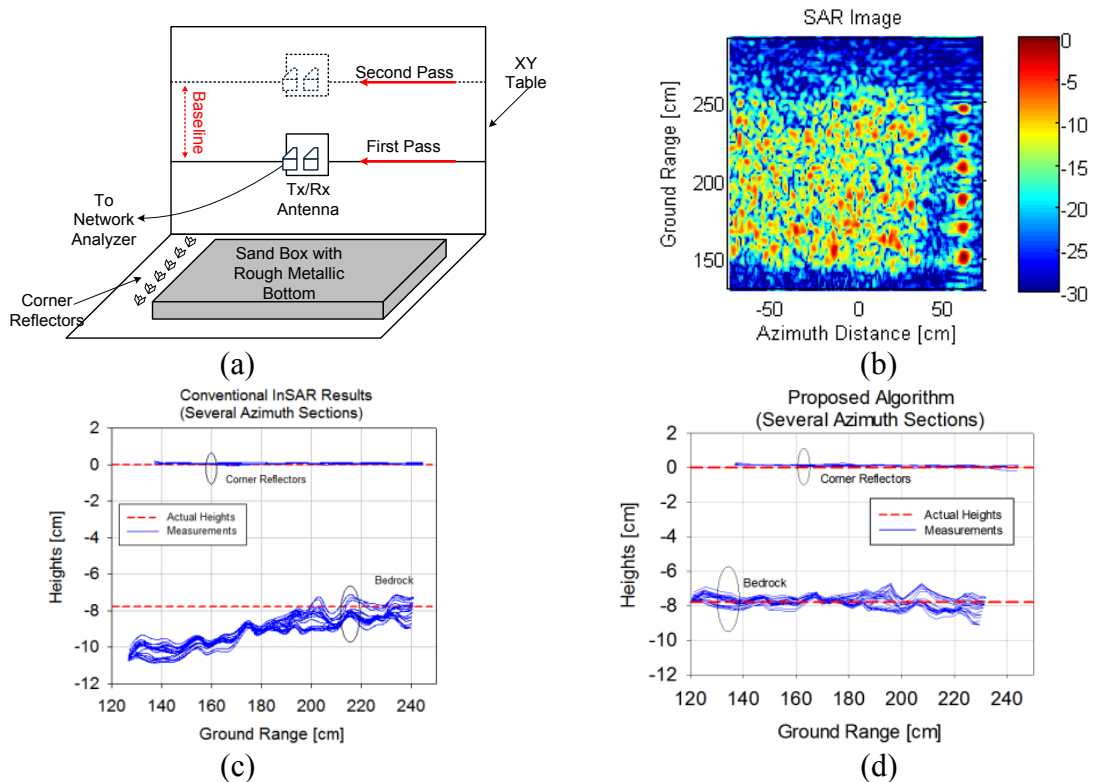 Second Pass
XY
Table
Baseline
First Pass
Tx/Rx
Antenna
To
Network
Analyzer
Sand Box with
Rough Metallic
Bottom
Corner
Reflectors
(a)
SAR Image
Ground Range [cm]
250
200
150
-50
0
50
Azimuth Distance [cm]
0
-5
-10
-15
-20
-25
-30
(b)
Conventional InSAR Results
(Several Azimuth Sections)
Heights [cm]
2
0
-2
-4
-6
-8
-10
-12
Corner Reflectors
Actual Heights
Measurements
Bedrock
120 140 160 180 200 220 240
Ground Range [cm]
(c)
Proposed Algorithm
(Several Azimuth Sections)
Heights [cm]
2
0
-2
-4
-6
-8
-10
-12
Corner Reflectors
Actual Heights
Measurements
Bedrock
120 140 160 180 200 220 240
Ground Range [cm]
(d)